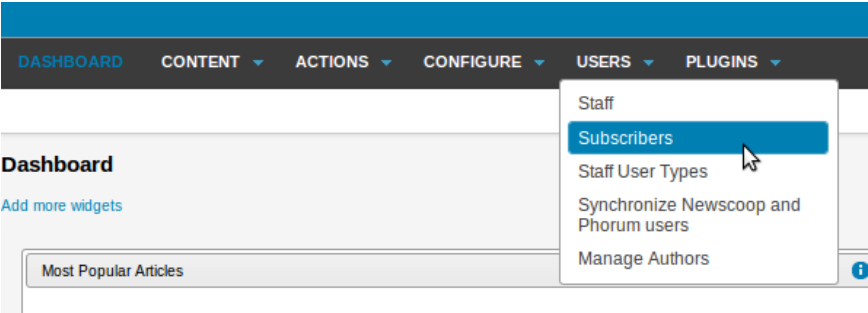 DASHBOARD CONTENT ACTIONS CONFIGURE USERS PLUGINS
Staff
Subscribers
Staff User Types
Synchronize Newscoop and
Phorum users
Manage Authors
Dashboard
Add more widgets
Most Popular Articles